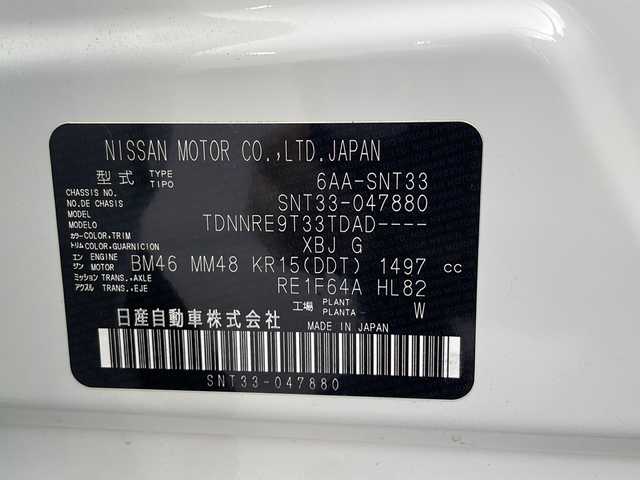 NISSAN MOTOR CO.,LTD.JAPAN
型式 TYPE TIPO 6AA-SNT33
CHASSIS NO.
NO.DE CHASIS SNT33-047880
MODEL
MODELO TDNNRE9T33TDAD----
カラー COLOR,TRIM
トリム COLOR,GUARNICION XBJ G
エンジン ENGINE MOTOR BM46 MM48 KR15(DDT) 1497 cc
ミッション TRANS.,AXLE
アクスル TRANS.,EJE RE1F64A HL82
工場 PLANT PLANTA - W
日産自動車株式会社 MADE IN JAPAN
SNT33-047880